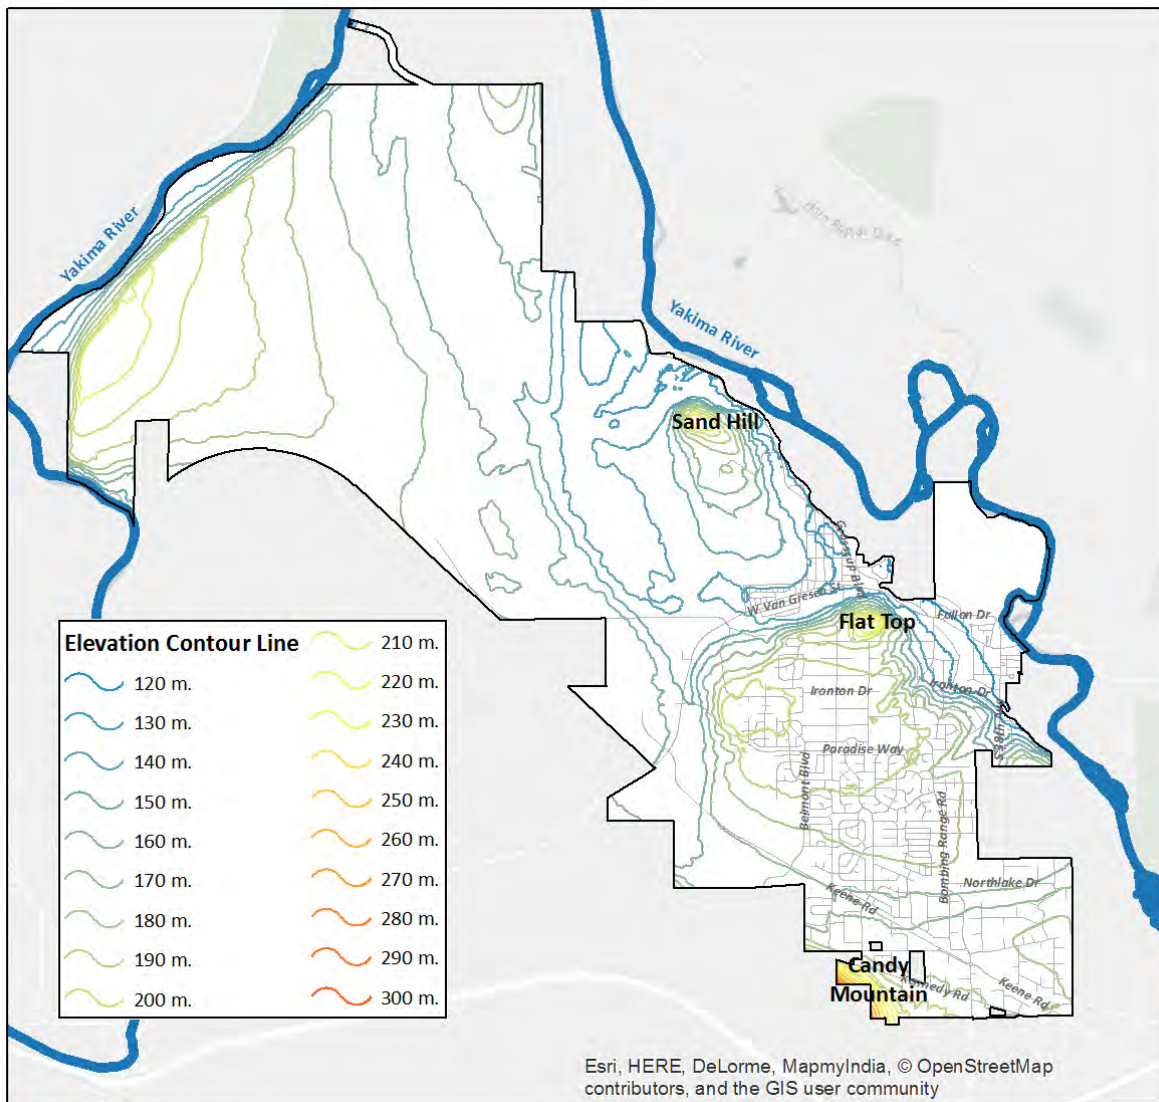 Yakima River
Yakima River
Sand Hill
W Van Giesen St
Flat Top
Fallon Dr
Ironton Dr
Ironton Dr
Paradise Way
Belmont Blvd
Bombing Range Rd
Northlake Dr
Keene Rd
Candy
Mountain
Kennedy Rd
Keene Rd
Elevation Contour Line
120 m.
130 m.
140 m.
150 m.
160 m.
170 m.
180 m.
190 m.
200 m.
210 m.
220 m.
230 m.
240 m.
250 m.
260 m.
270 m.
280 m.
290 m.
300 m.
Esri, HERE, DeLorme, MapmyIndia, © OpenStreetMap
contributors, and the GIS user community